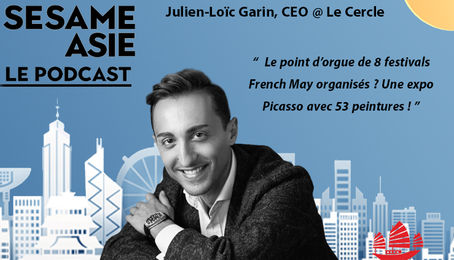 SESAME
ASIE
LE PODCAST
Julien-Loïc Garin, CEO @ Le Cercle
“ Le point d’orgue de 8 festivals
French May organisés ? Une expo
Picasso avec 53 peintures ! ”